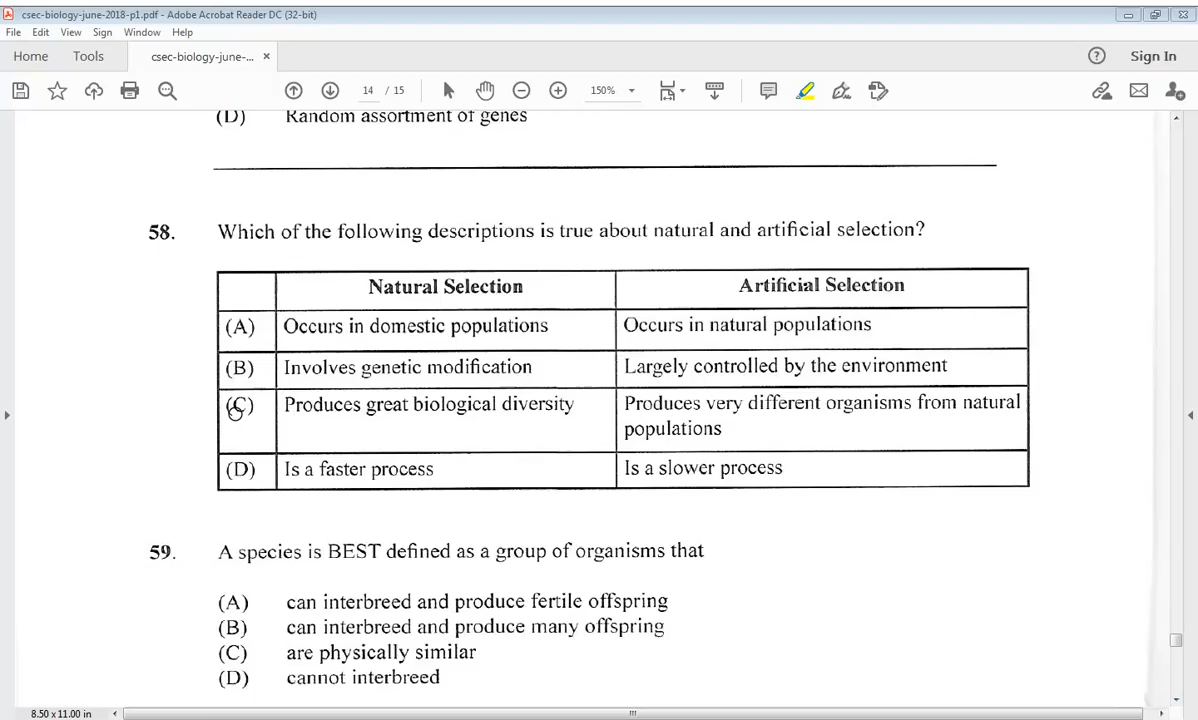 csec-biology-june-2018-p1.pdf - Adobe Acrobat Reader DC (32-bit)
File Edit View Sign Window Help
Home Tools csec-biology-june-... × Sign In
14 / 15 150%
(D) Random assortment of genes
58. Which of the following descriptions is true about natural and artificial selection?
Natural Selection Artificial Selection
(A) Occurs in domestic populations Occurs in natural populations
(B) Involves genetic modification Largely controlled by the environment
(C) Produces great biological diversity Produces very different organisms from natural
populations
(D) Is a faster process Is a slower process
59. A species is BEST defined as a group of organisms that
(A) can interbreed and produce fertile offspring
(B) can interbreed and produce many offspring
(C) are physically similar
(D) cannot interbreed
8.50 x 11.00 in